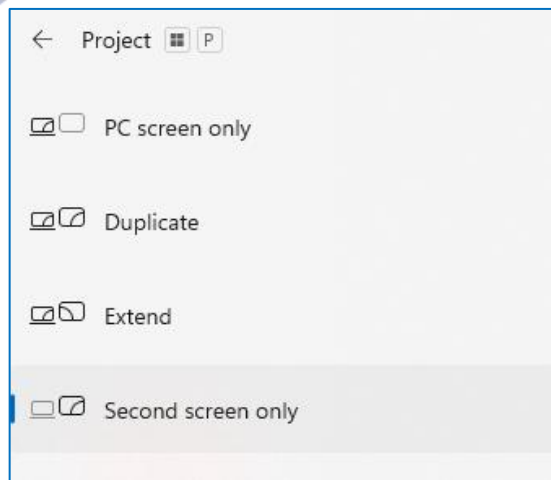 Project P
PC screen only
Duplicate
Extend
Second screen only